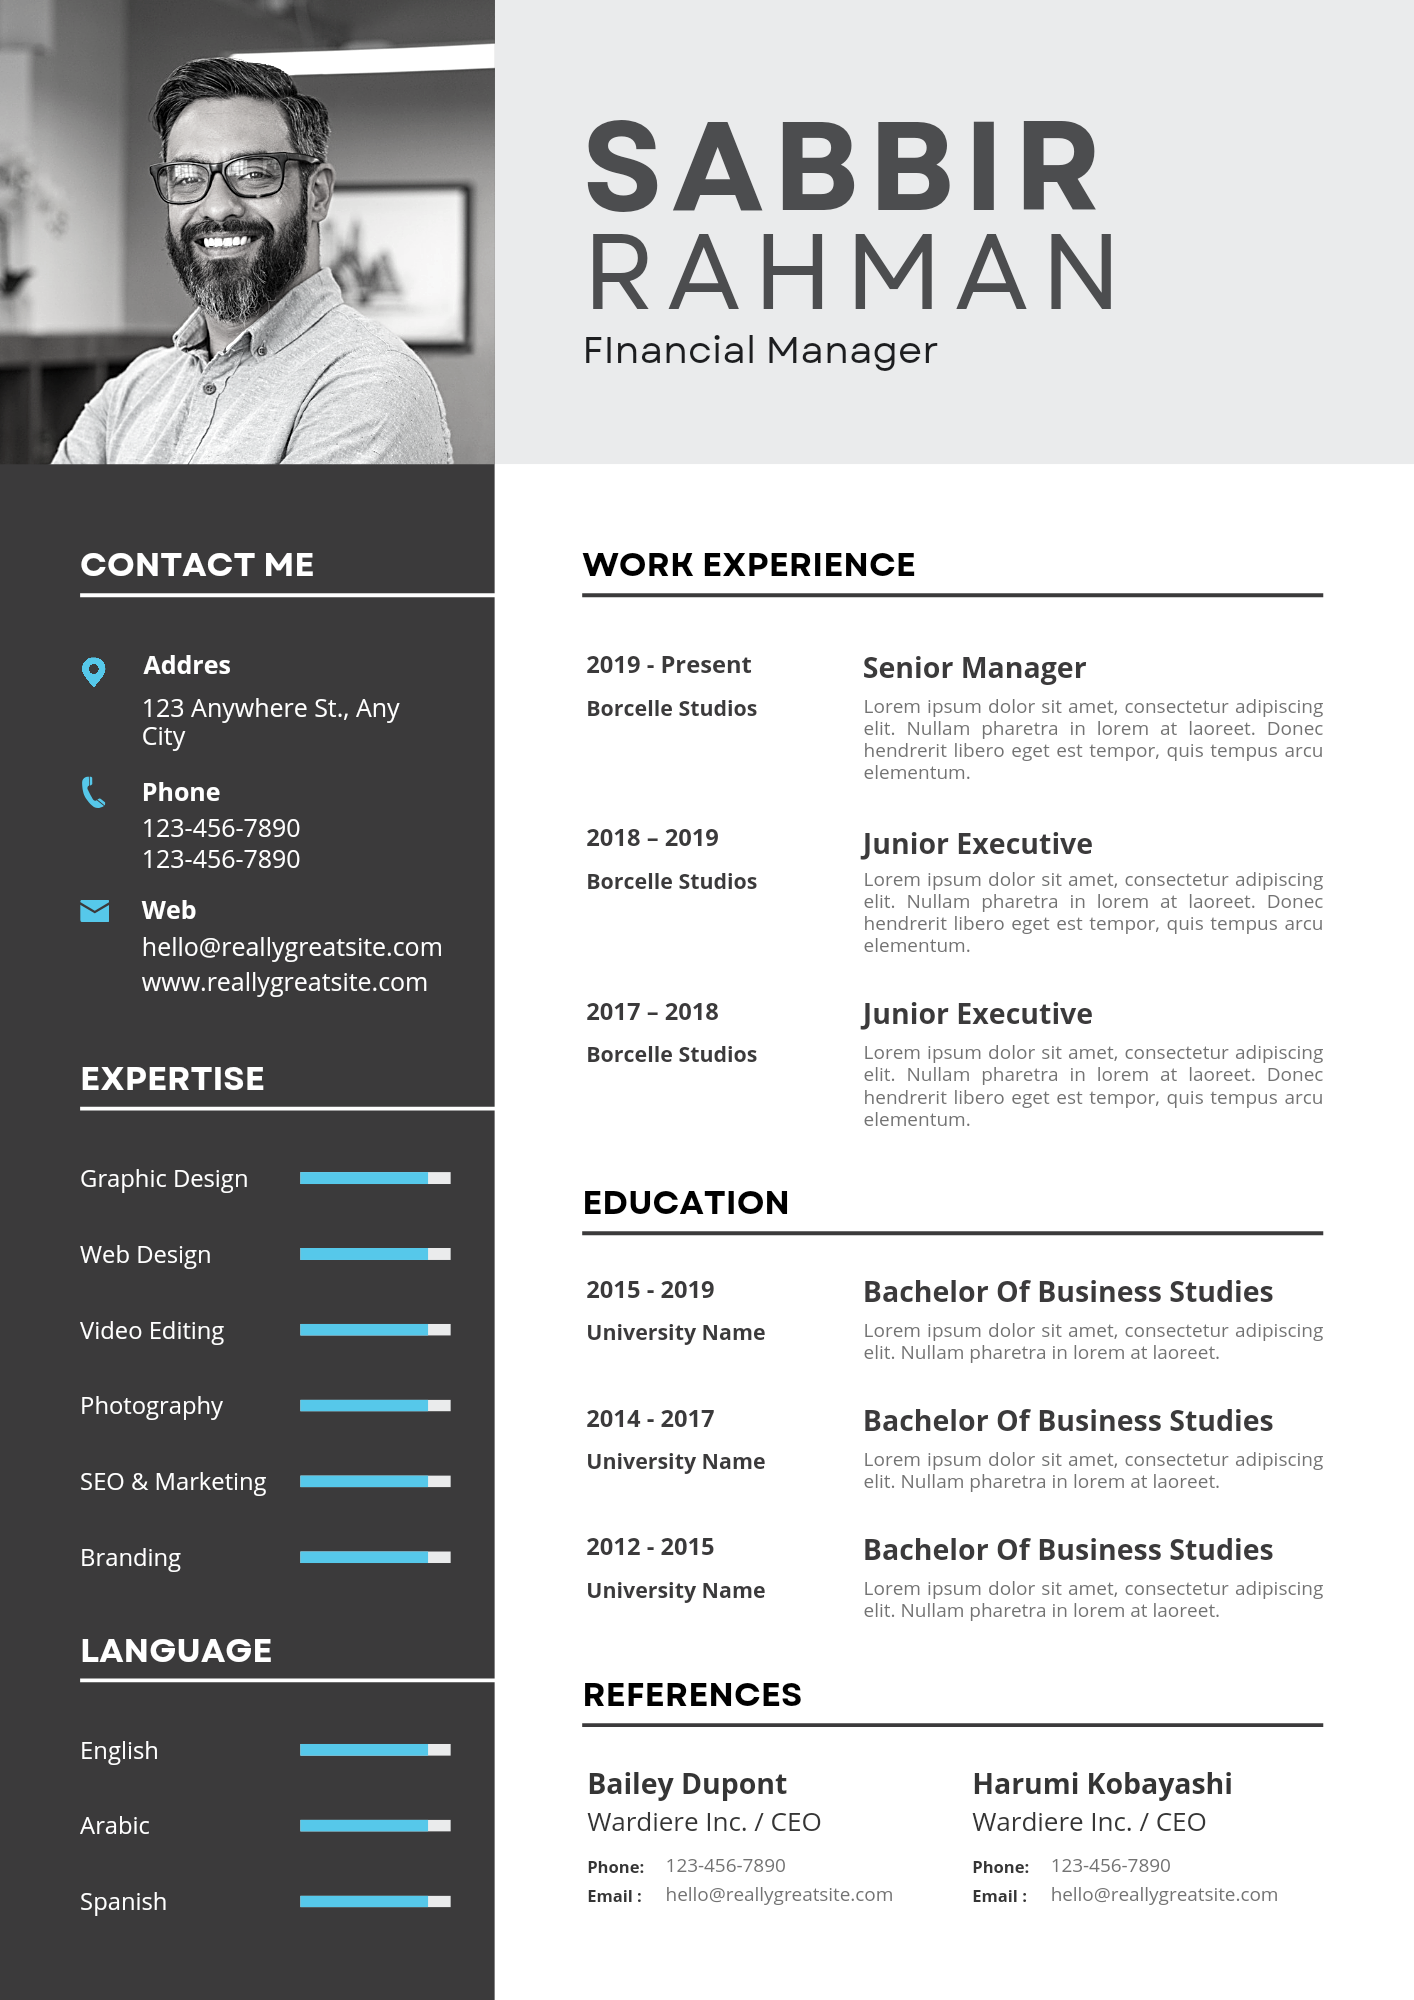 SABBIR
RAHMAN
FInancial Manager
CONTACT ME
Addres
123 Anywhere St., Any
City
Phone
123-456-7890
123-456-7890
Web
hello@reallygreatsite.com
www.reallygreatsite.com
EXPERTISE
Graphic Design
Web Design
Video Editing
Photography
SEO & Marketing
Branding
LANGUAGE
English
Arabic
Spanish
WORK EXPERIENCE
2019 - Present
Borcelle Studios
Senior Manager
Lorem ipsum dolor sit amet, consectetur adipiscing
elit. Nullam pharetra in lorem at laoreet. Donec
hendrerit libero eget est tempor, quis tempus arcu
elementum.
2018 – 2019
Borcelle Studios
Junior Executive
Lorem ipsum dolor sit amet, consectetur adipiscing
elit. Nullam pharetra in lorem at laoreet. Donec
hendrerit libero eget est tempor, quis tempus arcu
elementum.
2017 – 2018
Borcelle Studios
Junior Executive
Lorem ipsum dolor sit amet, consectetur adipiscing
elit. Nullam pharetra in lorem at laoreet. Donec
hendrerit libero eget est tempor, quis tempus arcu
elementum.
EDUCATION
2015 - 2019
University Name
Bachelor Of Business Studies
Lorem ipsum dolor sit amet, consectetur adipiscing
elit. Nullam pharetra in lorem at laoreet.
2014 - 2017
University Name
Bachelor Of Business Studies
Lorem ipsum dolor sit amet, consectetur adipiscing
elit. Nullam pharetra in lorem at laoreet.
2012 - 2015
University Name
Bachelor Of Business Studies
Lorem ipsum dolor sit amet, consectetur adipiscing
elit. Nullam pharetra in lorem at laoreet.
REFERENCES
Bailey Dupont
Wardiere Inc. / CEO
Phone: 123-456-7890
Email : hello@reallygreatsite.com
Harumi Kobayashi
Wardiere Inc. / CEO
Phone: 123-456-7890
Email : hello@reallygreatsite.com